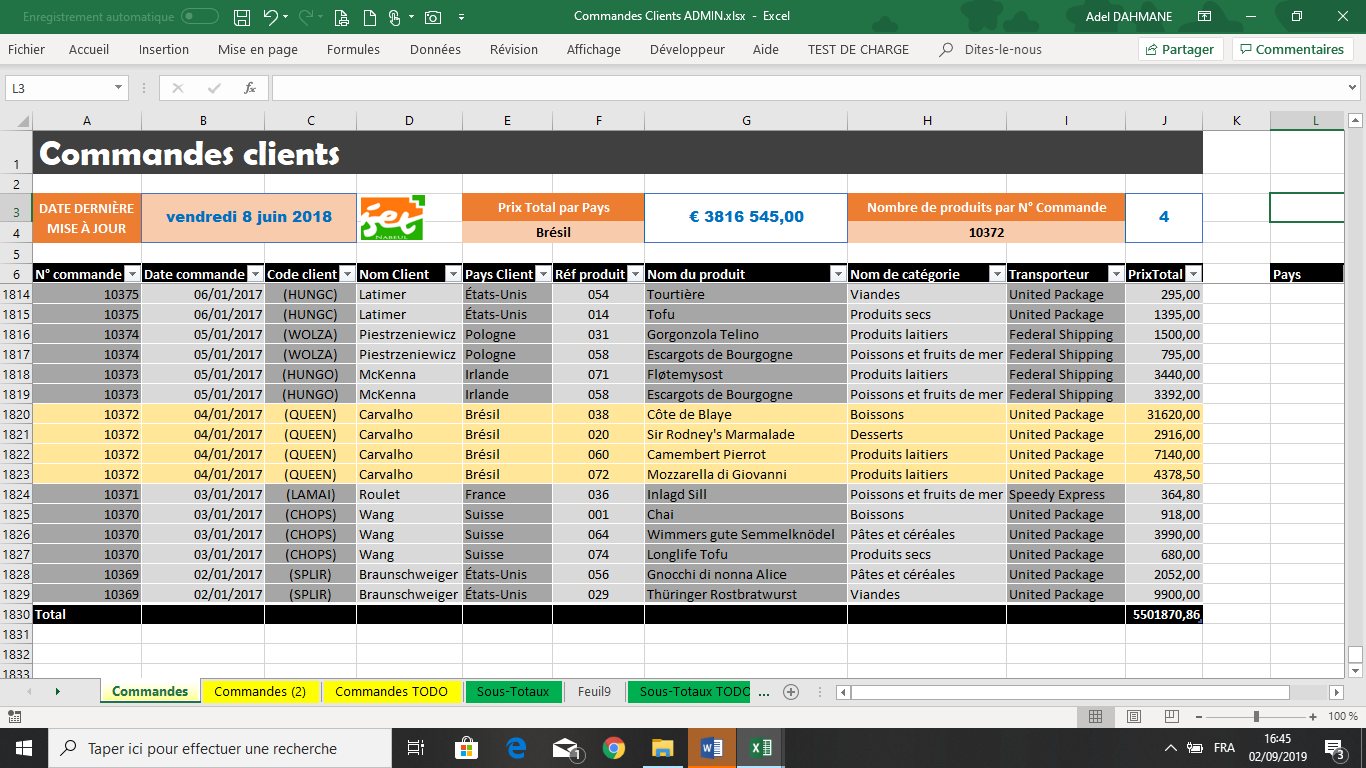 Enregistrement automatique Commandes Clients ADMIN.xlsx - Excel Adel DAHMANE
Fichier Accueil Insertion Mise en page Formules Données Révision Affichage Développeur Aide TEST DE CHARGE Dites-le-nous Partager Commentaires
L3 fx
A B C D E F G H I J K L
1 Commandes clients
2
3 DATE DERNIÈRE MISE À JOUR vendredi 8 juin 2018 iset NABEUL Prix Total par Pays € 3816 545,00 Nombre de produits par N° Commande 4
4 Brésil 10372
5
6 N° commande Date commande Code client Nom Client Pays Client Réf produit Nom du produit Nom de catégorie Transporteur PrixTotal Pays
1814 10375 06/01/2017 (HUNGC) Latimer États-Unis 054 Tourtière Viandes United Package 295,00
1815 10375 06/01/2017 (HUNGC) Latimer États-Unis 014 Tofu Produits secs United Package 1395,00
1816 10374 05/01/2017 (WOLZA) Piestrzeniewicz Pologne 031 Gorgonzola Telino Produits laitiers Federal Shipping 1500,00
1817 10374 05/01/2017 (WOLZA) Piestrzeniewicz Pologne 058 Escargots de Bourgogne Poissons et fruits de mer Federal Shipping 795,00
1818 10373 05/01/2017 (HUNGO) McKenna Irlande 071 Fløtemysost Produits laitiers Federal Shipping 3440,00
1819 10373 05/01/2017 (HUNGO) McKenna Irlande 058 Escargots de Bourgogne Poissons et fruits de mer Federal Shipping 3392,00
1820 10372 04/01/2017 (QUEEN) Carvalho Brésil 038 Côte de Blaye Boissons United Package 31620,00
1821 10372 04/01/2017 (QUEEN) Carvalho Brésil 020 Sir Rodney's Marmalade Desserts United Package 2916,00
1822 10372 04/01/2017 (QUEEN) Carvalho Brésil 060 Camembert Pierrot Produits laitiers United Package 7140,00
1823 10372 04/01/2017 (QUEEN) Carvalho Brésil 072 Mozzarella di Giovanni Produits laitiers United Package 4378,50
1824 10371 03/01/2017 (LAMAI) Roulet France 036 Inlagd Sill Poissons et fruits de mer Speedy Express 364,80
1825 10370 03/01/2017 (CHOPS) Wang Suisse 001 Chai Boissons United Package 918,00
1826 10370 03/01/2017 (CHOPS) Wang Suisse 064 Wimmers gute Semmelknödel Pâtes et céréales United Package 3990,00
1827 10370 03/01/2017 (CHOPS) Wang Suisse 074 Longlife Tofu Produits secs United Package 680,00
1828 10369 02/01/2017 (SPLIR) Braunschweiger États-Unis 056 Gnocchi di nonna Alice Pâtes et céréales United Package 2052,00
1829 10369 02/01/2017 (SPLIR) Braunschweiger États-Unis 029 Thüringer Rostbratwurst Viandes United Package 9900,00
1830 Total 5501870,86
1831
1832
1833
Commandes Commandes (2) Commandes TODO Sous-Totaux Feuil9 Sous-Totaux TODO ...
100 %
Taper ici pour effectuer une recherche 1 FRA 16:45 3
02/09/2019